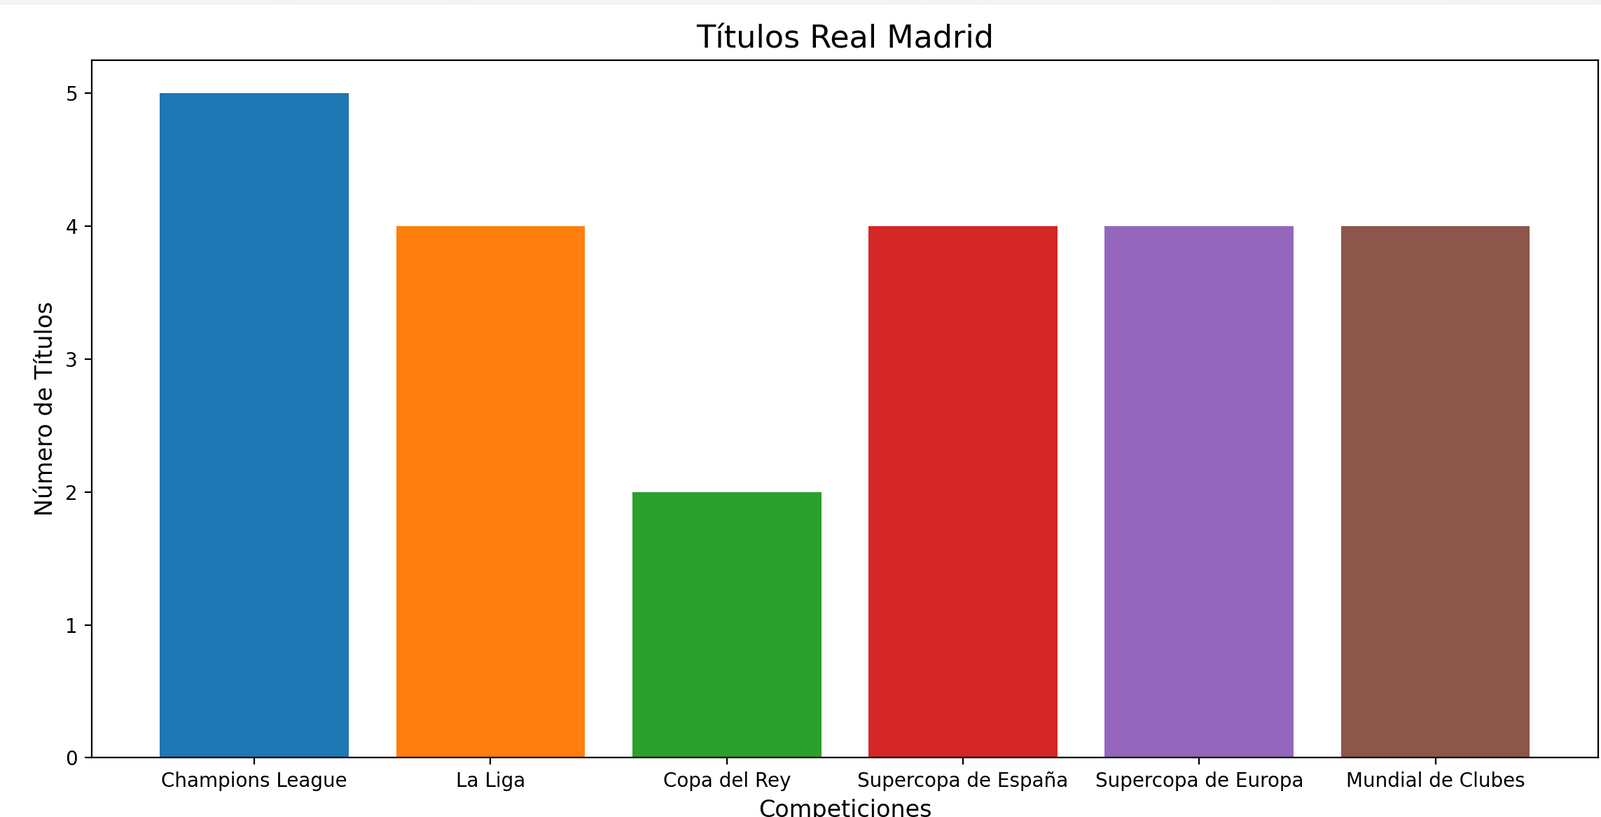 Títulos Real Madrid
Número de Títulos
5
4
3
2
1
0
Champions League
La Liga
Copa del Rey
Supercopa de España
Supercopa de Europa
Mundial de Clubes
Competiciones